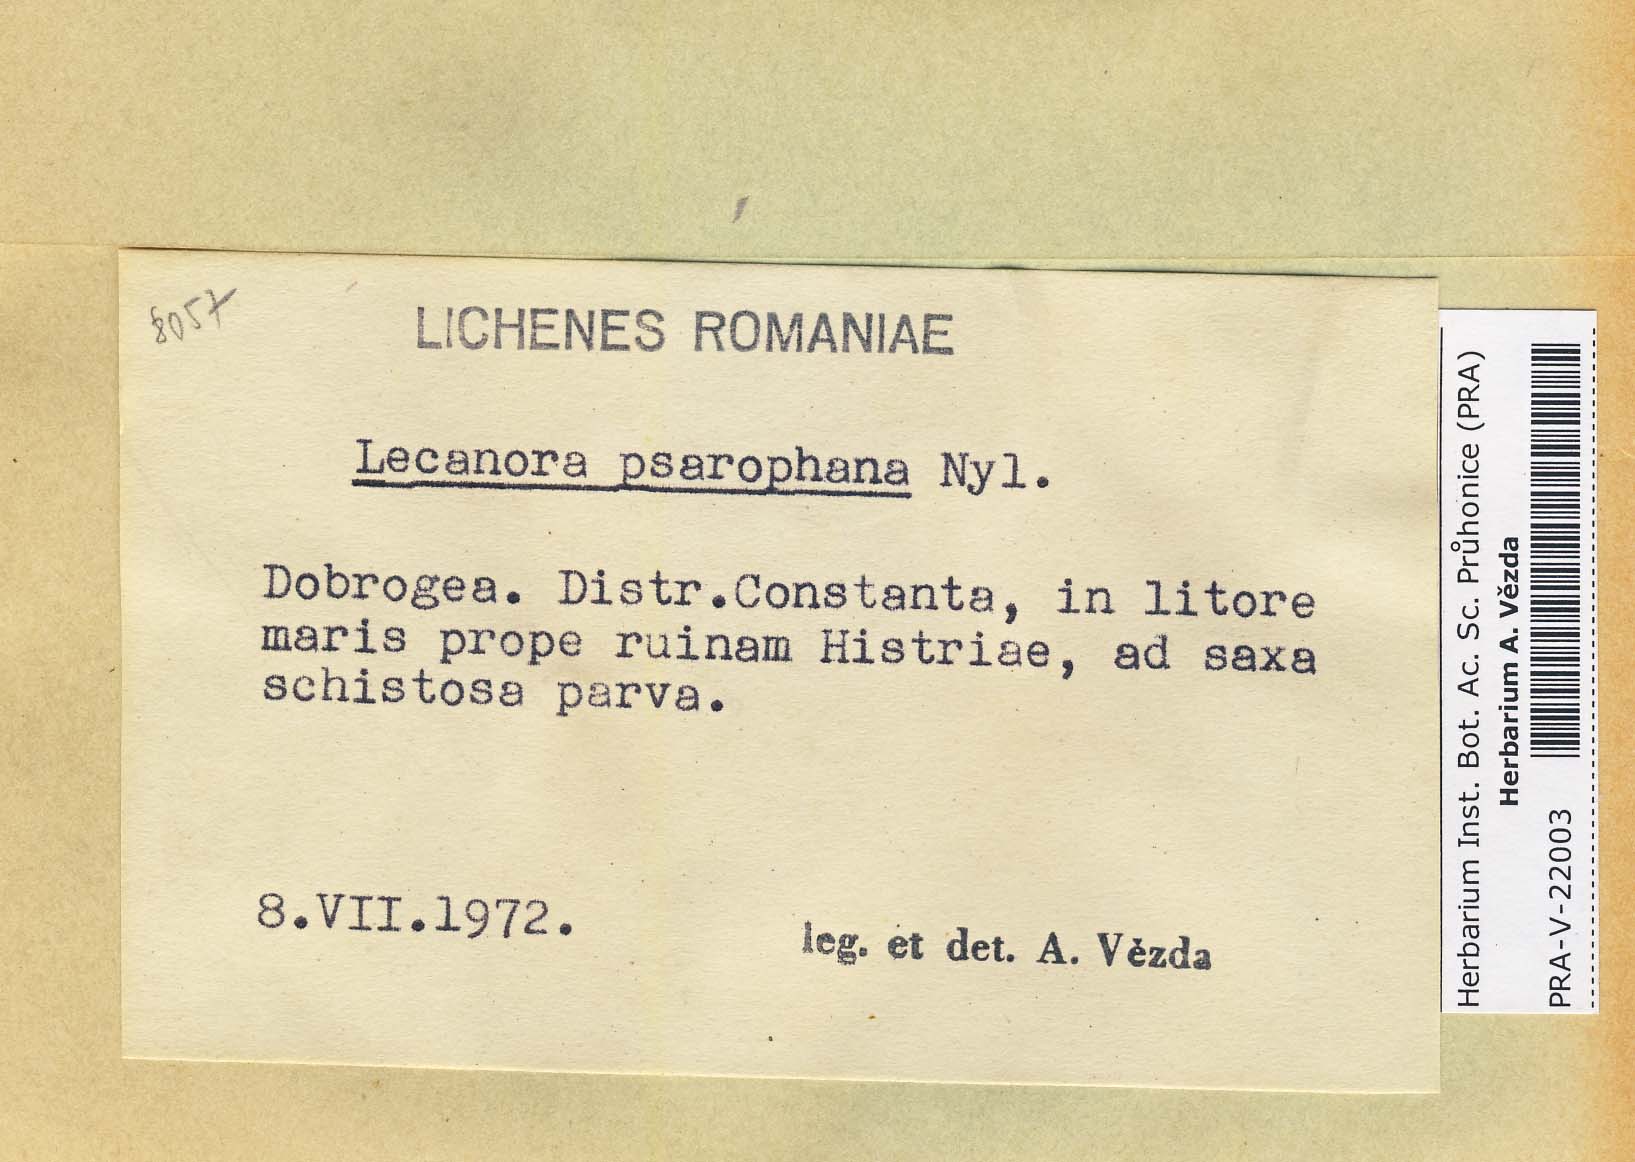 8057
LICHENES ROMANIAE
Lecanora psarophana Nyl.
Dobrogea. Distr.Constanta, in litore
maris prope ruinam Histriae, ad saxa
schistosa parva.
8.VII.1972.
leg. et det. A. Vězda
Herbarium Inst. Bot. Ac. Sc. Průhonice (PRA)
Herbarium A. Vězda
PRA-V-22003